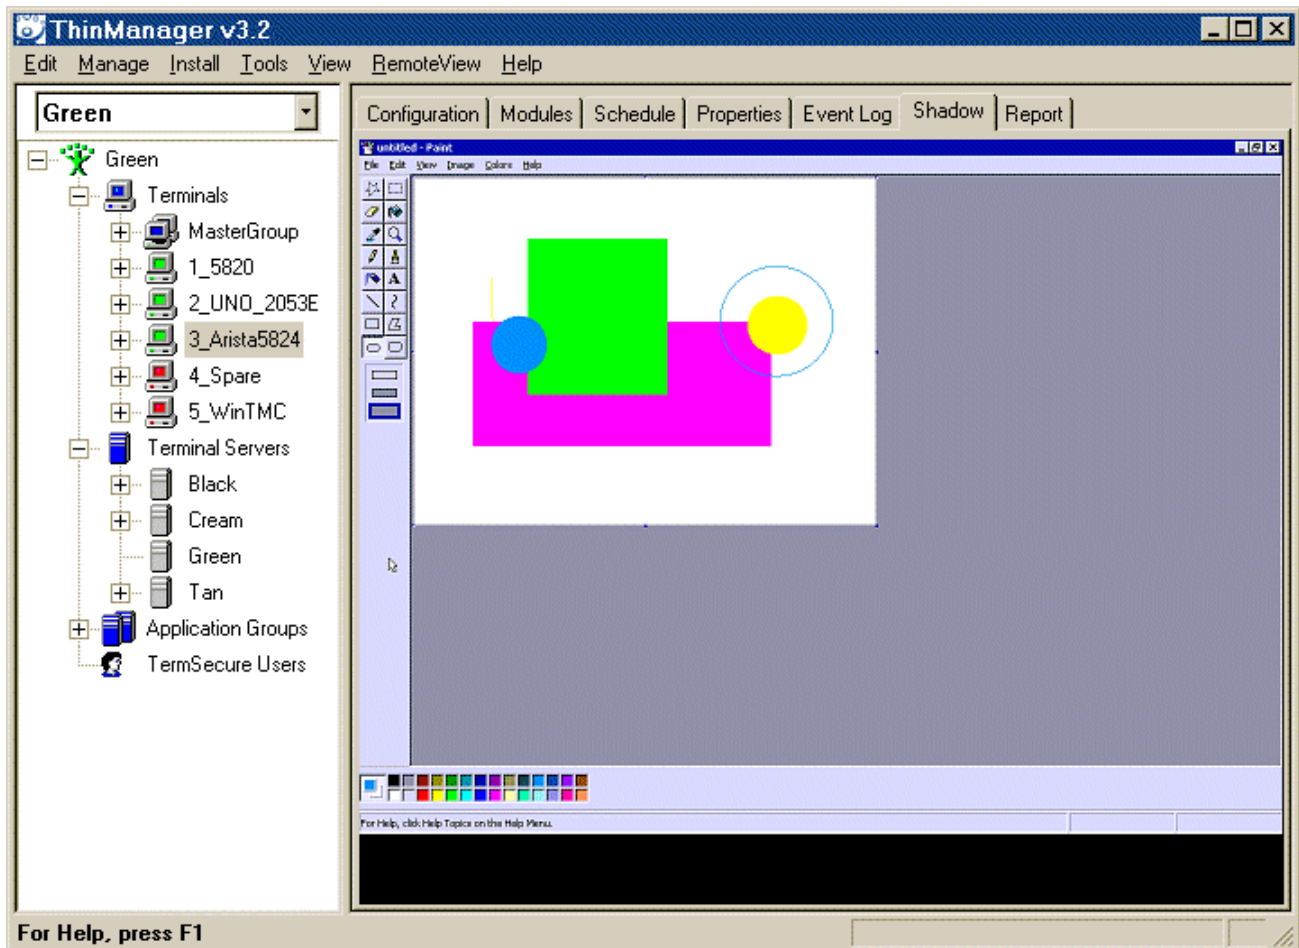 ThinManager v3.2
Edit Manage Install Tools View RemoteView Help
Green
Configuration Modules Schedule Properties Event Log Shadow Report
Green
Terminals
MasterGroup
1_5820
2_UNO_2053E
3_Arista5824
4_Spare
5_WinTMC
Terminal Servers
Black
Cream
Green
Tan
Application Groups
TermSecure Users
untitled - Paint
File Edit View Image Colors Help
A
For Help, click Help Topics on the Help Menu.
For Help, press F1